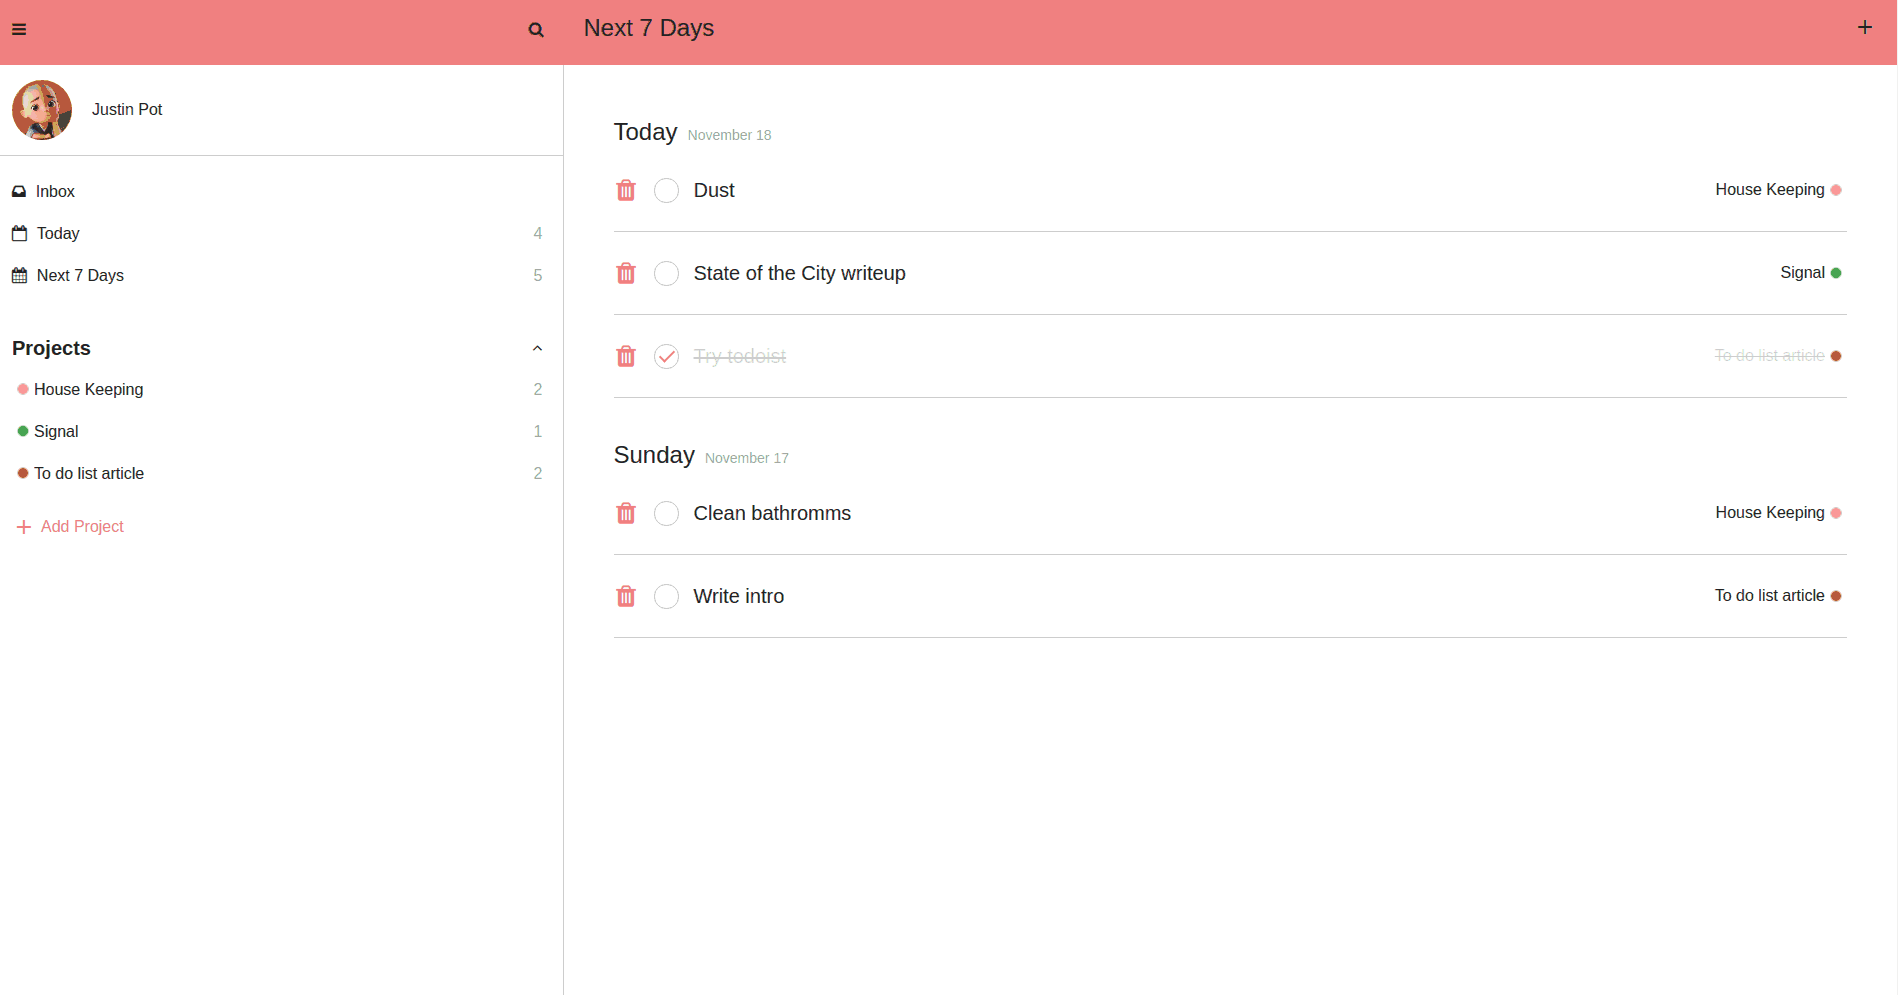 Next 7 Days
Justin Pot
Inbox
Today 4
Next 7 Days 5
Projects
House Keeping 2
Signal 1
To do list article 2
Add Project
Today November 18
Dust House Keeping
State of the City writeup Signal
Try todoist To do list article
Sunday November 17
Clean bathromms House Keeping
Write intro To do list article